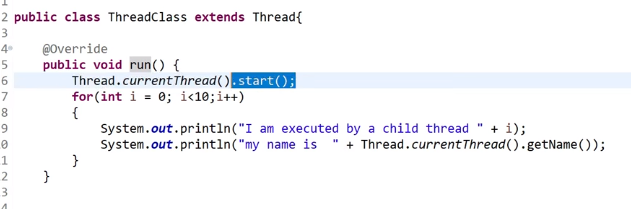 1
2 public class ThreadClass extends Thread{
3
4 @Override
5 public void run() {
6 Thread.currentThread().start();
7 for(int i = 0; i<10;i++)
8 {
9 System.out.println("I am executed by a child thread " + i);
0 System.out.println("my name is  " + Thread.currentThread().getName());
1 }
2 }
3
4